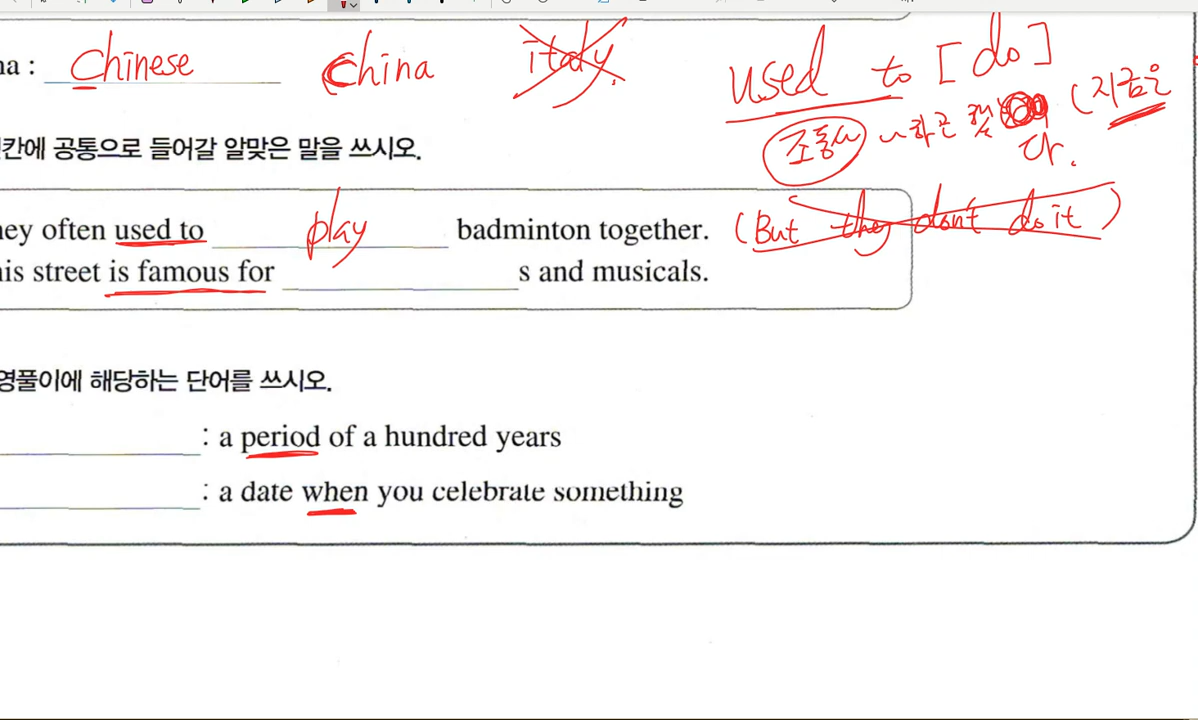 na : Chinese China italy. used to [do]
조동사 ~하곤 했 다. (지금은
칸에 공통으로 들어갈 알맞은 말을 쓰시오.
hey often used to play badminton together. (But they don't do it)
his street is famous for s and musicals.
영풀이에 해당하는 단어를 쓰시오.
: a period of a hundred years
: a date when you celebrate something